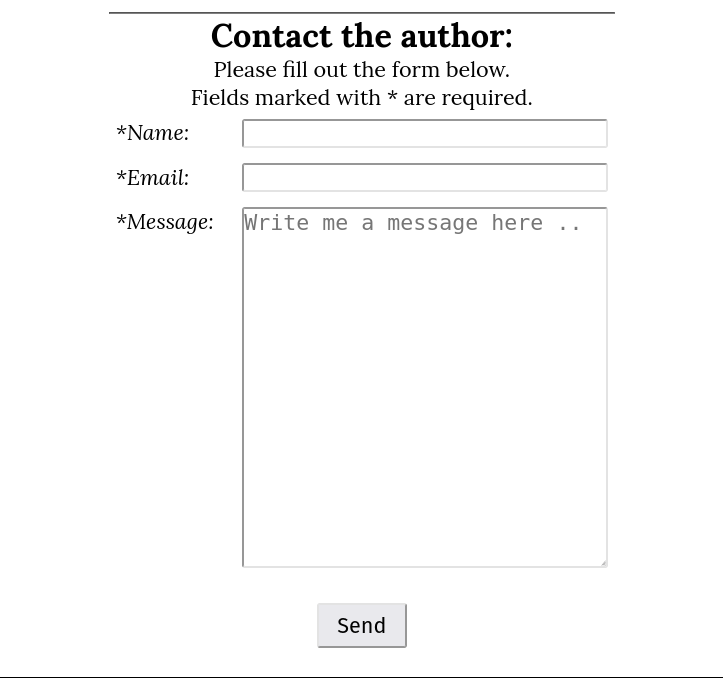 Contact the author:
Please fill out the form below.
Fields marked with * are required.
*Name:
*Email:
*Message:
Write me a message here ..
Send